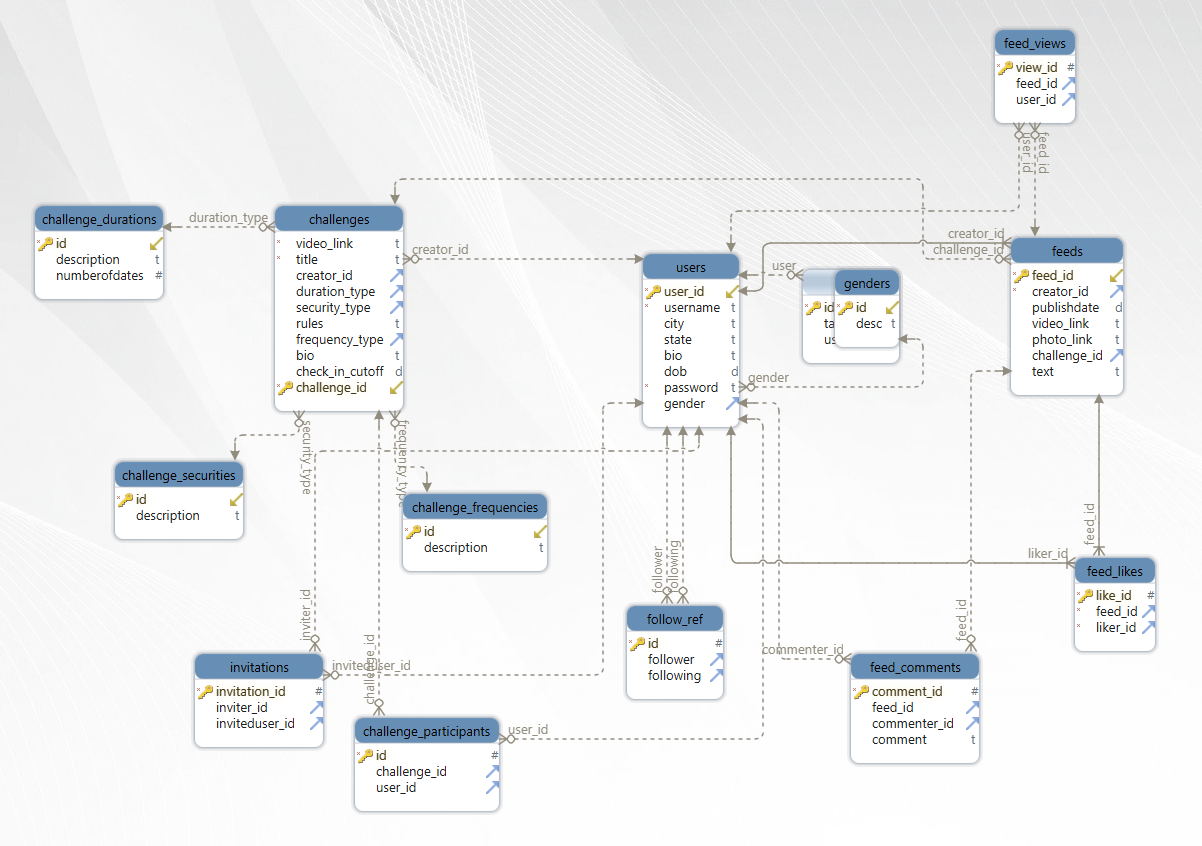 feed_views
view_id #
feed_id
user_id
user_id
feed_id
challenge_durations
id
description t
numberofdates #
duration_type
challenges
video_link t
title t
creator_id
duration_type
security_type
rules t
frequency_type
bio t
check_in_cutoff d
challenge_id
creator_id
users
user_id
username t
city t
state t
bio t
dob d
password t
gender
user
gender
id
ta
us
genders
id
desc t
creator_id
challenge_id
feeds
feed_id
creator_id
publishdate d
video_link t
photo_link t
challenge_id
text t
security_type
frequency_type
challenge_securities
id
description t
challenge_frequencies
id
description t
follower
following
follow_ref
id #
follower
following
feed_id
liker_id
feed_likes
like_id #
feed_id
liker_id
inviter_id
invitations
invitation_id #
inviter_id
inviteduser_id
inviteduser_id
challenge_id
challenge_participants
id #
challenge_id
user_id
user_id
commenter_id
feed_id
feed_comments
comment_id #
feed_id
commenter_id
comment t